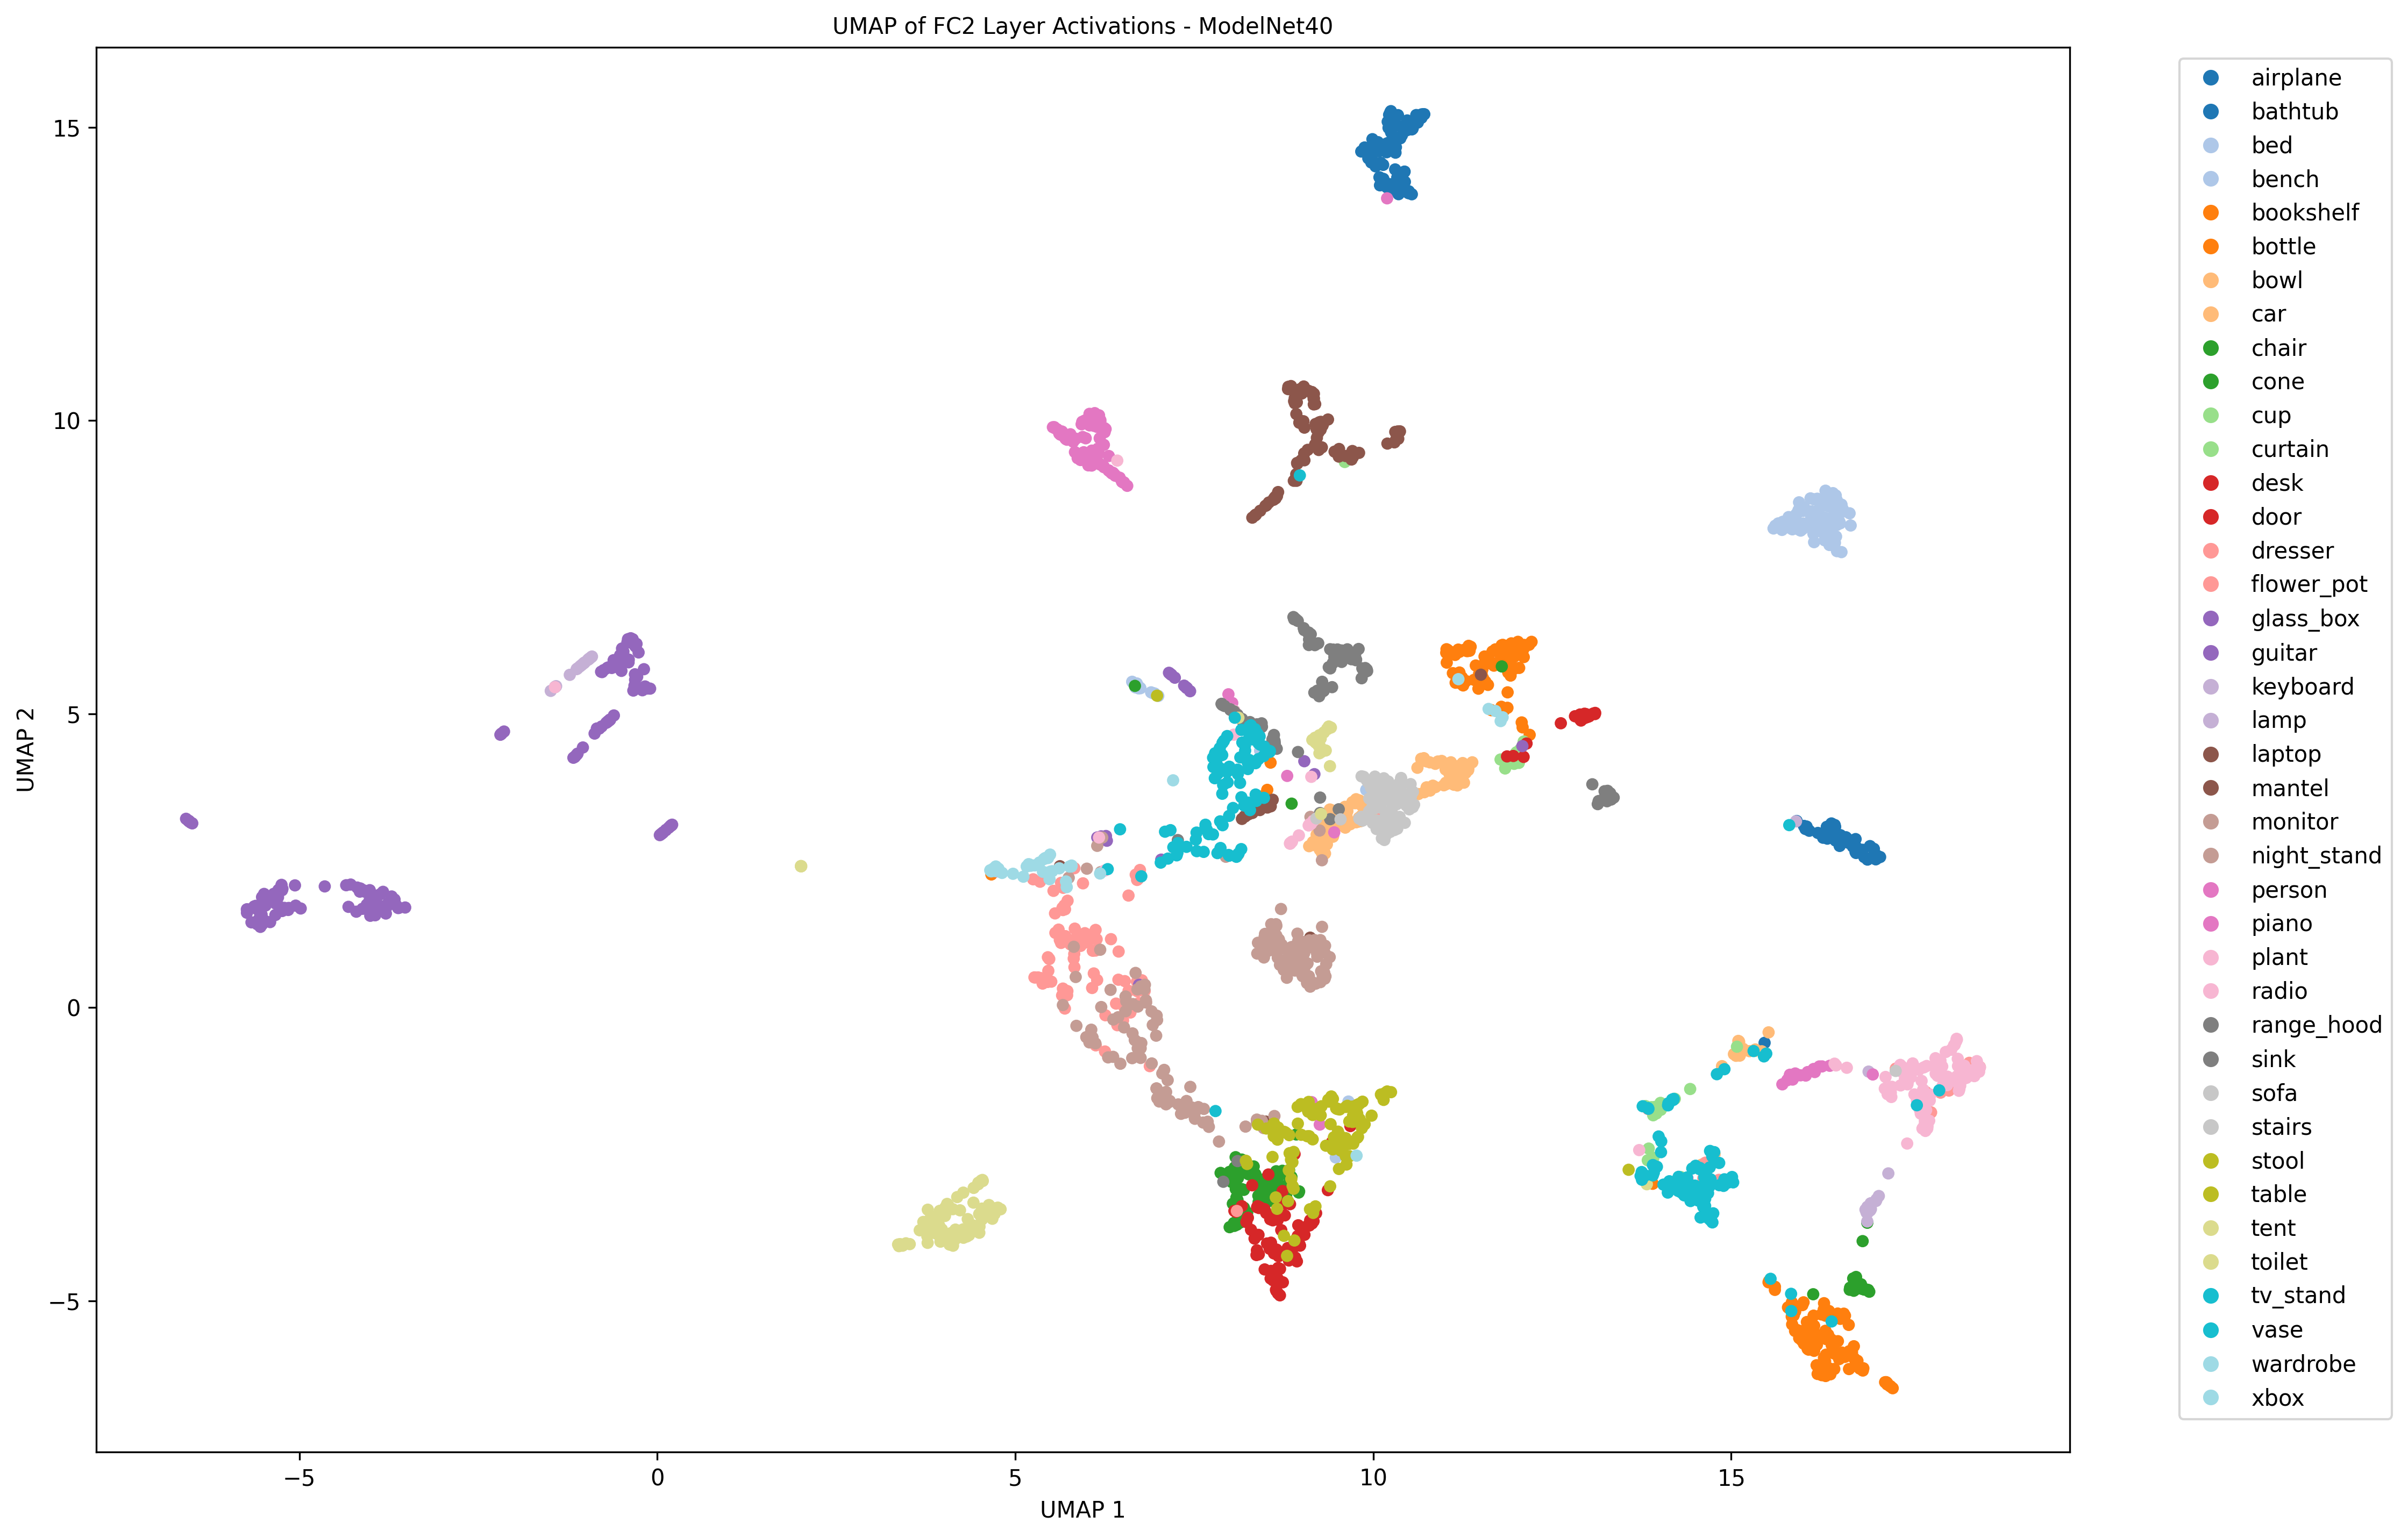 UMAP of FC2 Layer Activations - ModelNet40
15
10
5
0
−5
UMAP 2
−5
0
5
10
15
UMAP 1
airplane
bathtub
bed
bench
bookshelf
bottle
bowl
car
chair
cone
cup
curtain
desk
door
dresser
flower_pot
glass_box
guitar
keyboard
lamp
laptop
mantel
monitor
night_stand
person
piano
plant
radio
range_hood
sink
sofa
stairs
stool
table
tent
toilet
tv_stand
vase
wardrobe
xbox